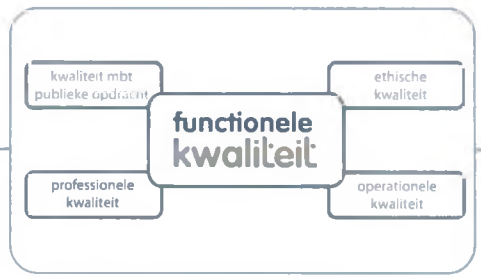 kwaliteit mbt
publieke opdracht
ethische
kwaliteit
functionele
kwaliteit
professionele
kwaliteit
operationele
kwaliteit